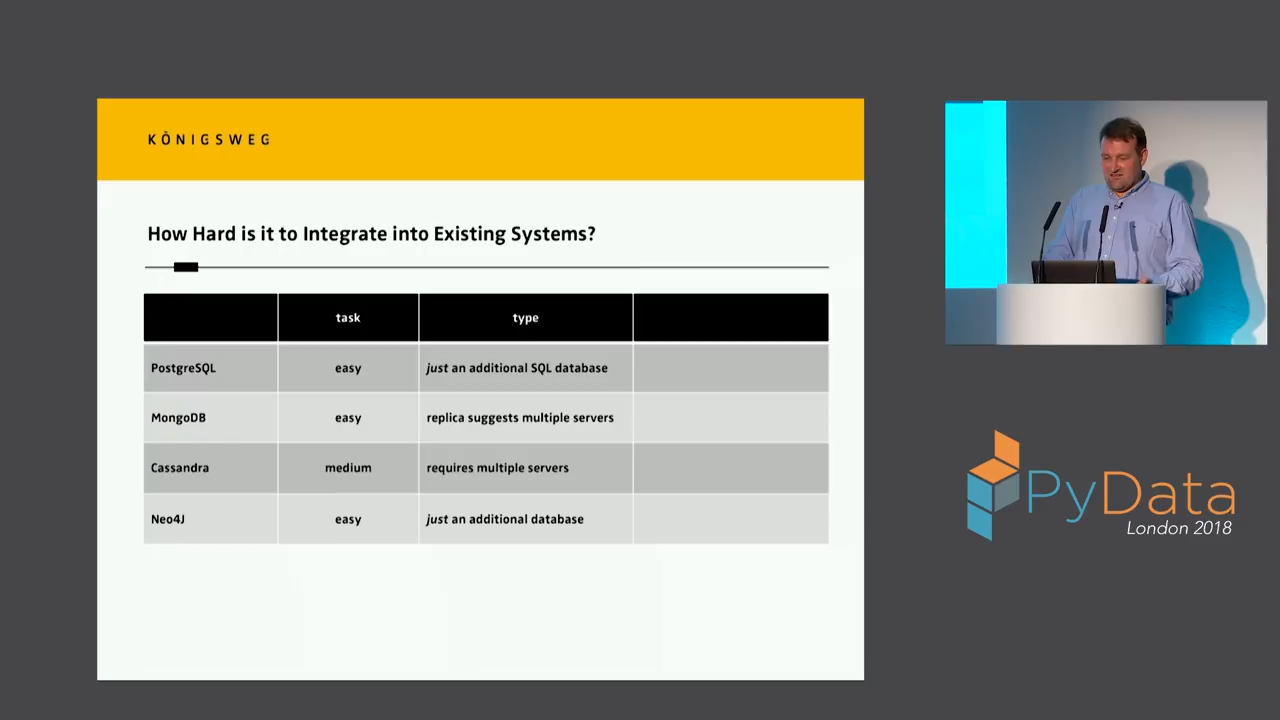 KÖNIGSWEG
How Hard is it to Integrate into Existing Systems?
task type
PostgreSQL easy just an additional SQL database
MongoDB easy replica suggests multiple servers
Cassandra medium requires multiple servers
Neo4J easy just an additional database
PyData
London 2018